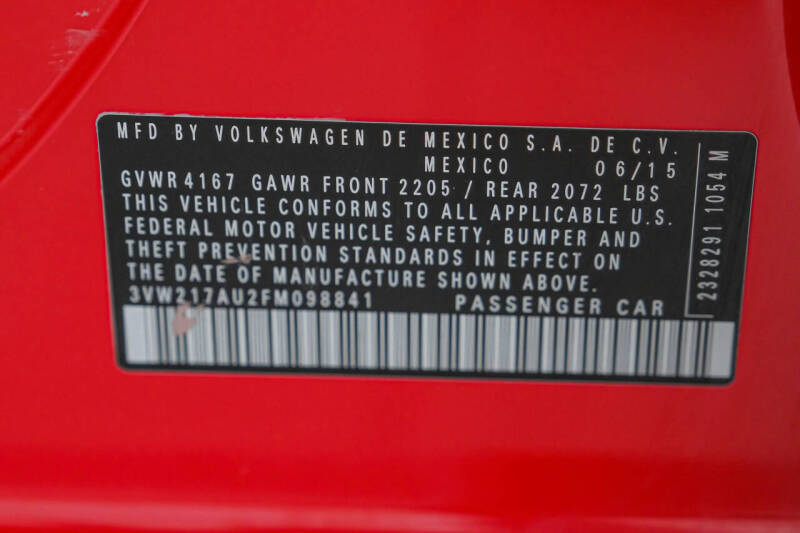 MFD BY VOLKSWAGEN DE MEXICO S.A. DE C.V.
MEXICO 06/15
GVWR 4167 GAWR FRONT 2205 / REAR 2072 LBS
THIS VEHICLE CONFORMS TO ALL APPLICABLE U.S.
FEDERAL MOTOR VEHICLE SAFETY, BUMPER AND
THEFT PREVENTION STANDARDS IN EFFECT ON
THE DATE OF MANUFACTURE SHOWN ABOVE.
3VW217AU2FM098841 PASSENGER CAR
2328291 1054 M